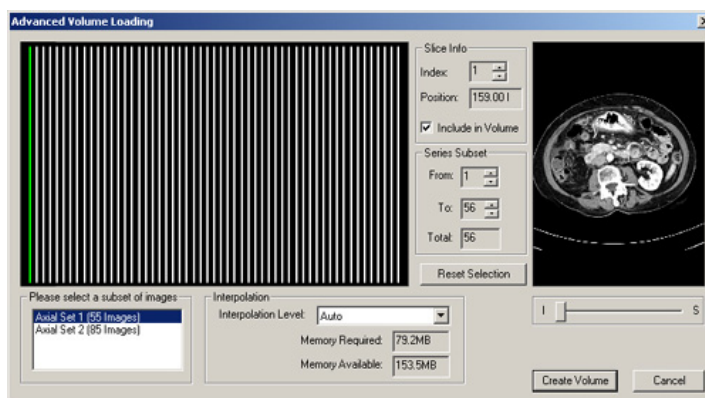 Advanced Volume Loading
Slice Info
Index: 1
Position: 159.00 I
Include in Volume
Series Subset
From: 1
To: 56
Total: 56
Reset Selection
Please select a subset of images
Axial Set 1 (55 Images)
Axial Set 2 (85 Images)
Interpolation
Interpolation Level: Auto
Memory Required: 79.2MB
Memory Available: 153.5MB
I S
Create Volume Cancel